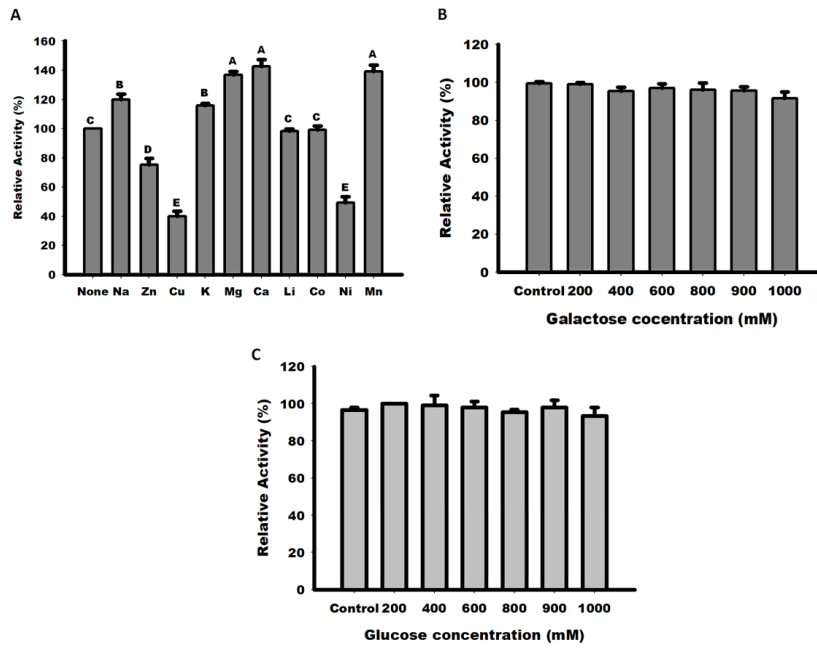 A
Relative Activity (%)
160
140
120
100
80
60
40
20
0
C
B
D
E
B
A
A
C
C
E
A
None Na Zn Cu K Mg Ca Li Co Ni Mn
B
Relative Activity (%)
120
100
80
60
40
20
0
Control 200 400 600 800 900 1000
Galactose cocentration (mM)
C
Relative Activity (%)
120
100
80
60
40
20
0
Control 200 400 600 800 900 1000
Glucose concentration (mM)